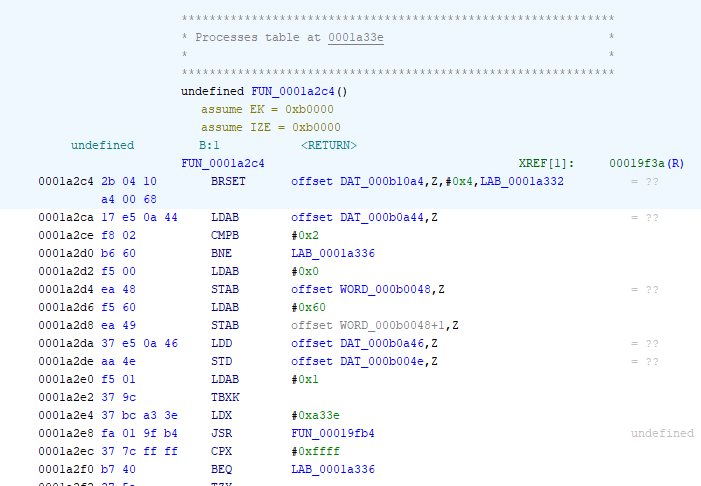 **************************************************************
* Processes table at 0001a33e *
* *
**************************************************************
undefined FUN_0001a2c4()
assume EK = 0xb0000
assume IZE = 0xb0000
undefined B:1 <RETURN>
FUN_0001a2c4 XREF[1]: 00019f3a(R)
0001a2c4 2b 04 10 BRSET offset DAT_000b10a4,Z,#0x4,LAB_0001a332 = ??
a4 00 68
0001a2ca 17 e5 0a 44 LDAB offset DAT_000b0a44,Z = ??
0001a2ce f8 02 CMPB #0x2
0001a2d0 b6 60 BNE LAB_0001a336
0001a2d2 f5 00 LDAB #0x0
0001a2d4 ea 48 STAB offset WORD_000b0048,Z = ??
0001a2d6 f5 60 LDAB #0x60
0001a2d8 ea 49 STAB offset WORD_000b0048+1,Z
0001a2da 37 e5 0a 46 LDD offset DAT_000b0a46,Z = ??
0001a2de aa 4e STD offset DAT_000b004e,Z = ??
0001a2e0 f5 01 LDAB #0x1
0001a2e2 37 9c TBXK
0001a2e4 37 bc a3 3e LDX #0xa33e
0001a2e8 fa 01 9f b4 JSR FUN_00019fb4 undefined
0001a2ec 37 7c ff ff CPX #0xffff
0001a2f0 b7 40 BEQ LAB_0001a336